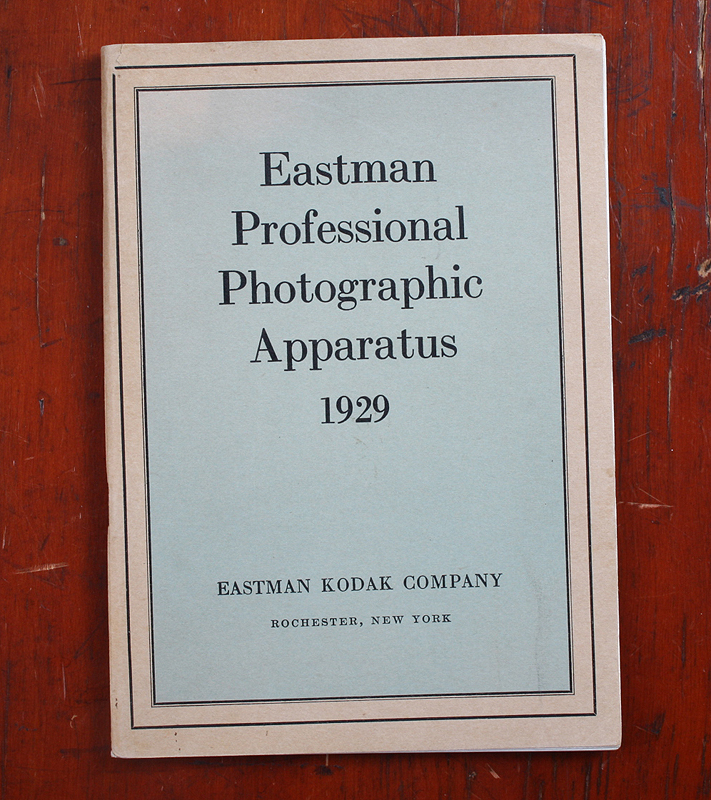 Eastman
Professional
Photographic
Apparatus
1929
EASTMAN KODAK COMPANY
ROCHESTER, NEW YORK